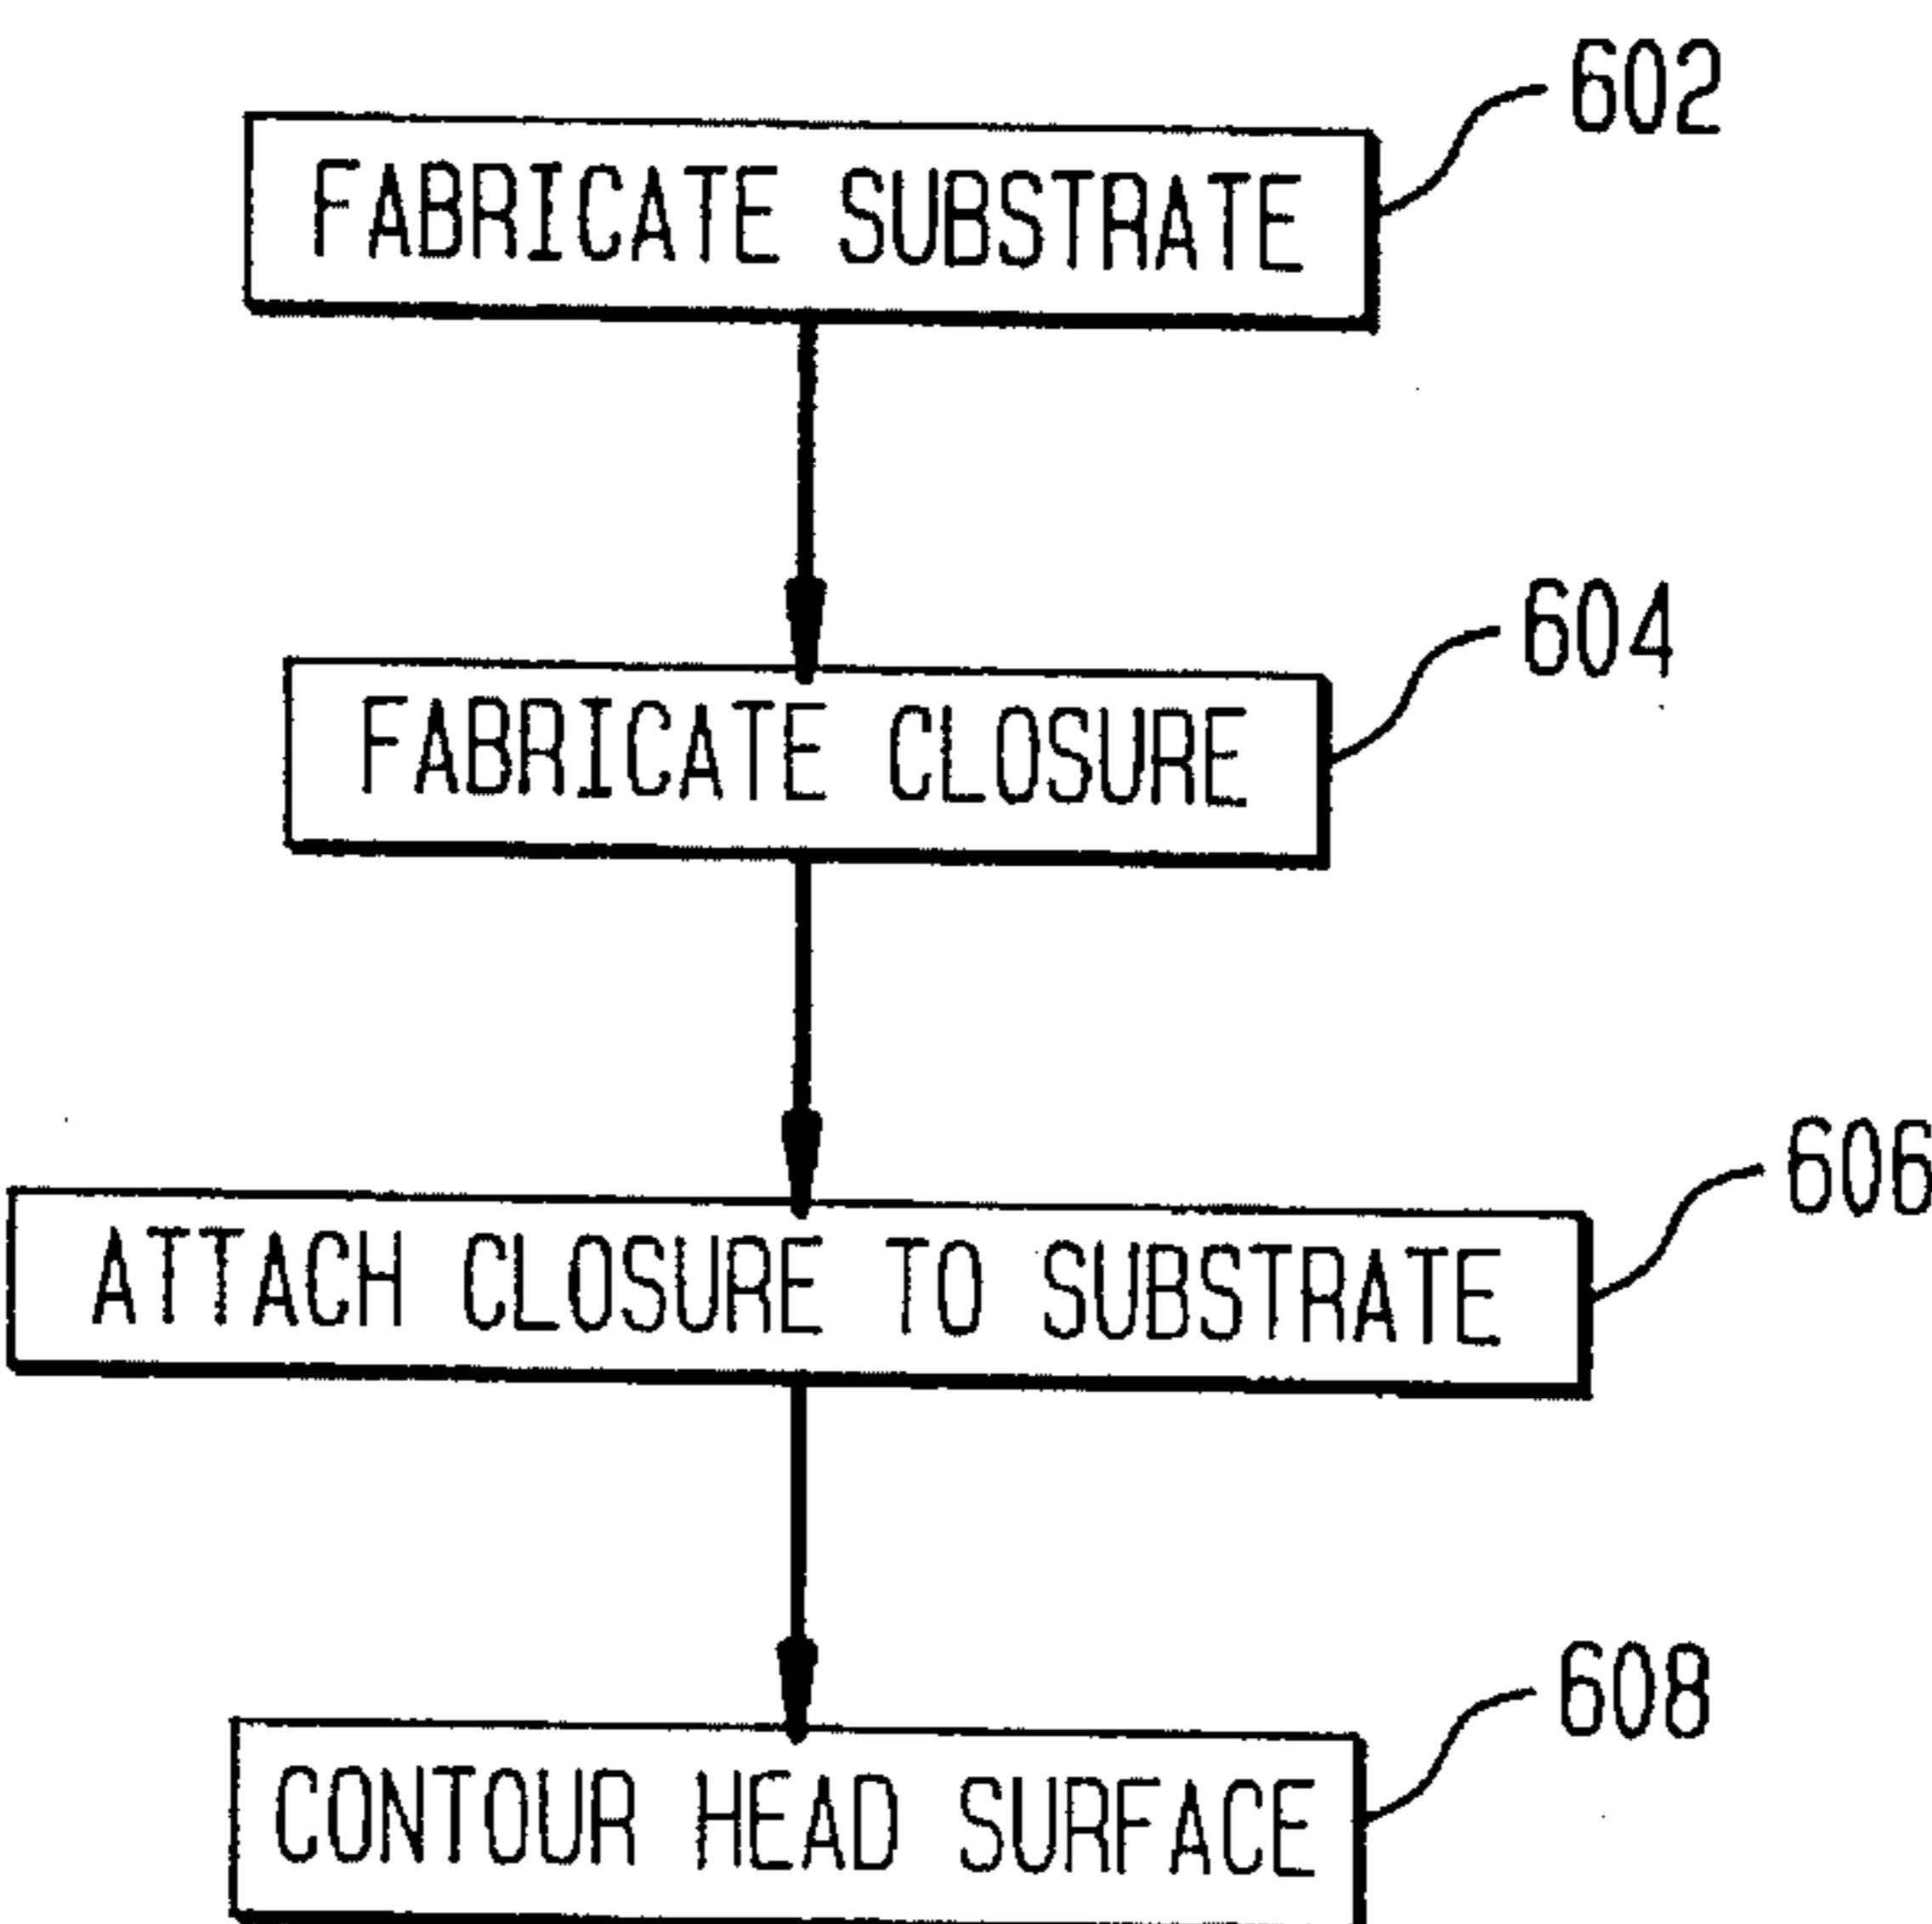 602
FABRICATE SUBSTRATE
604
FABRICATE CLOSURE
606
ATTACH CLOSURE TO SUBSTRATE
608
CONTOUR HEAD SURFACE